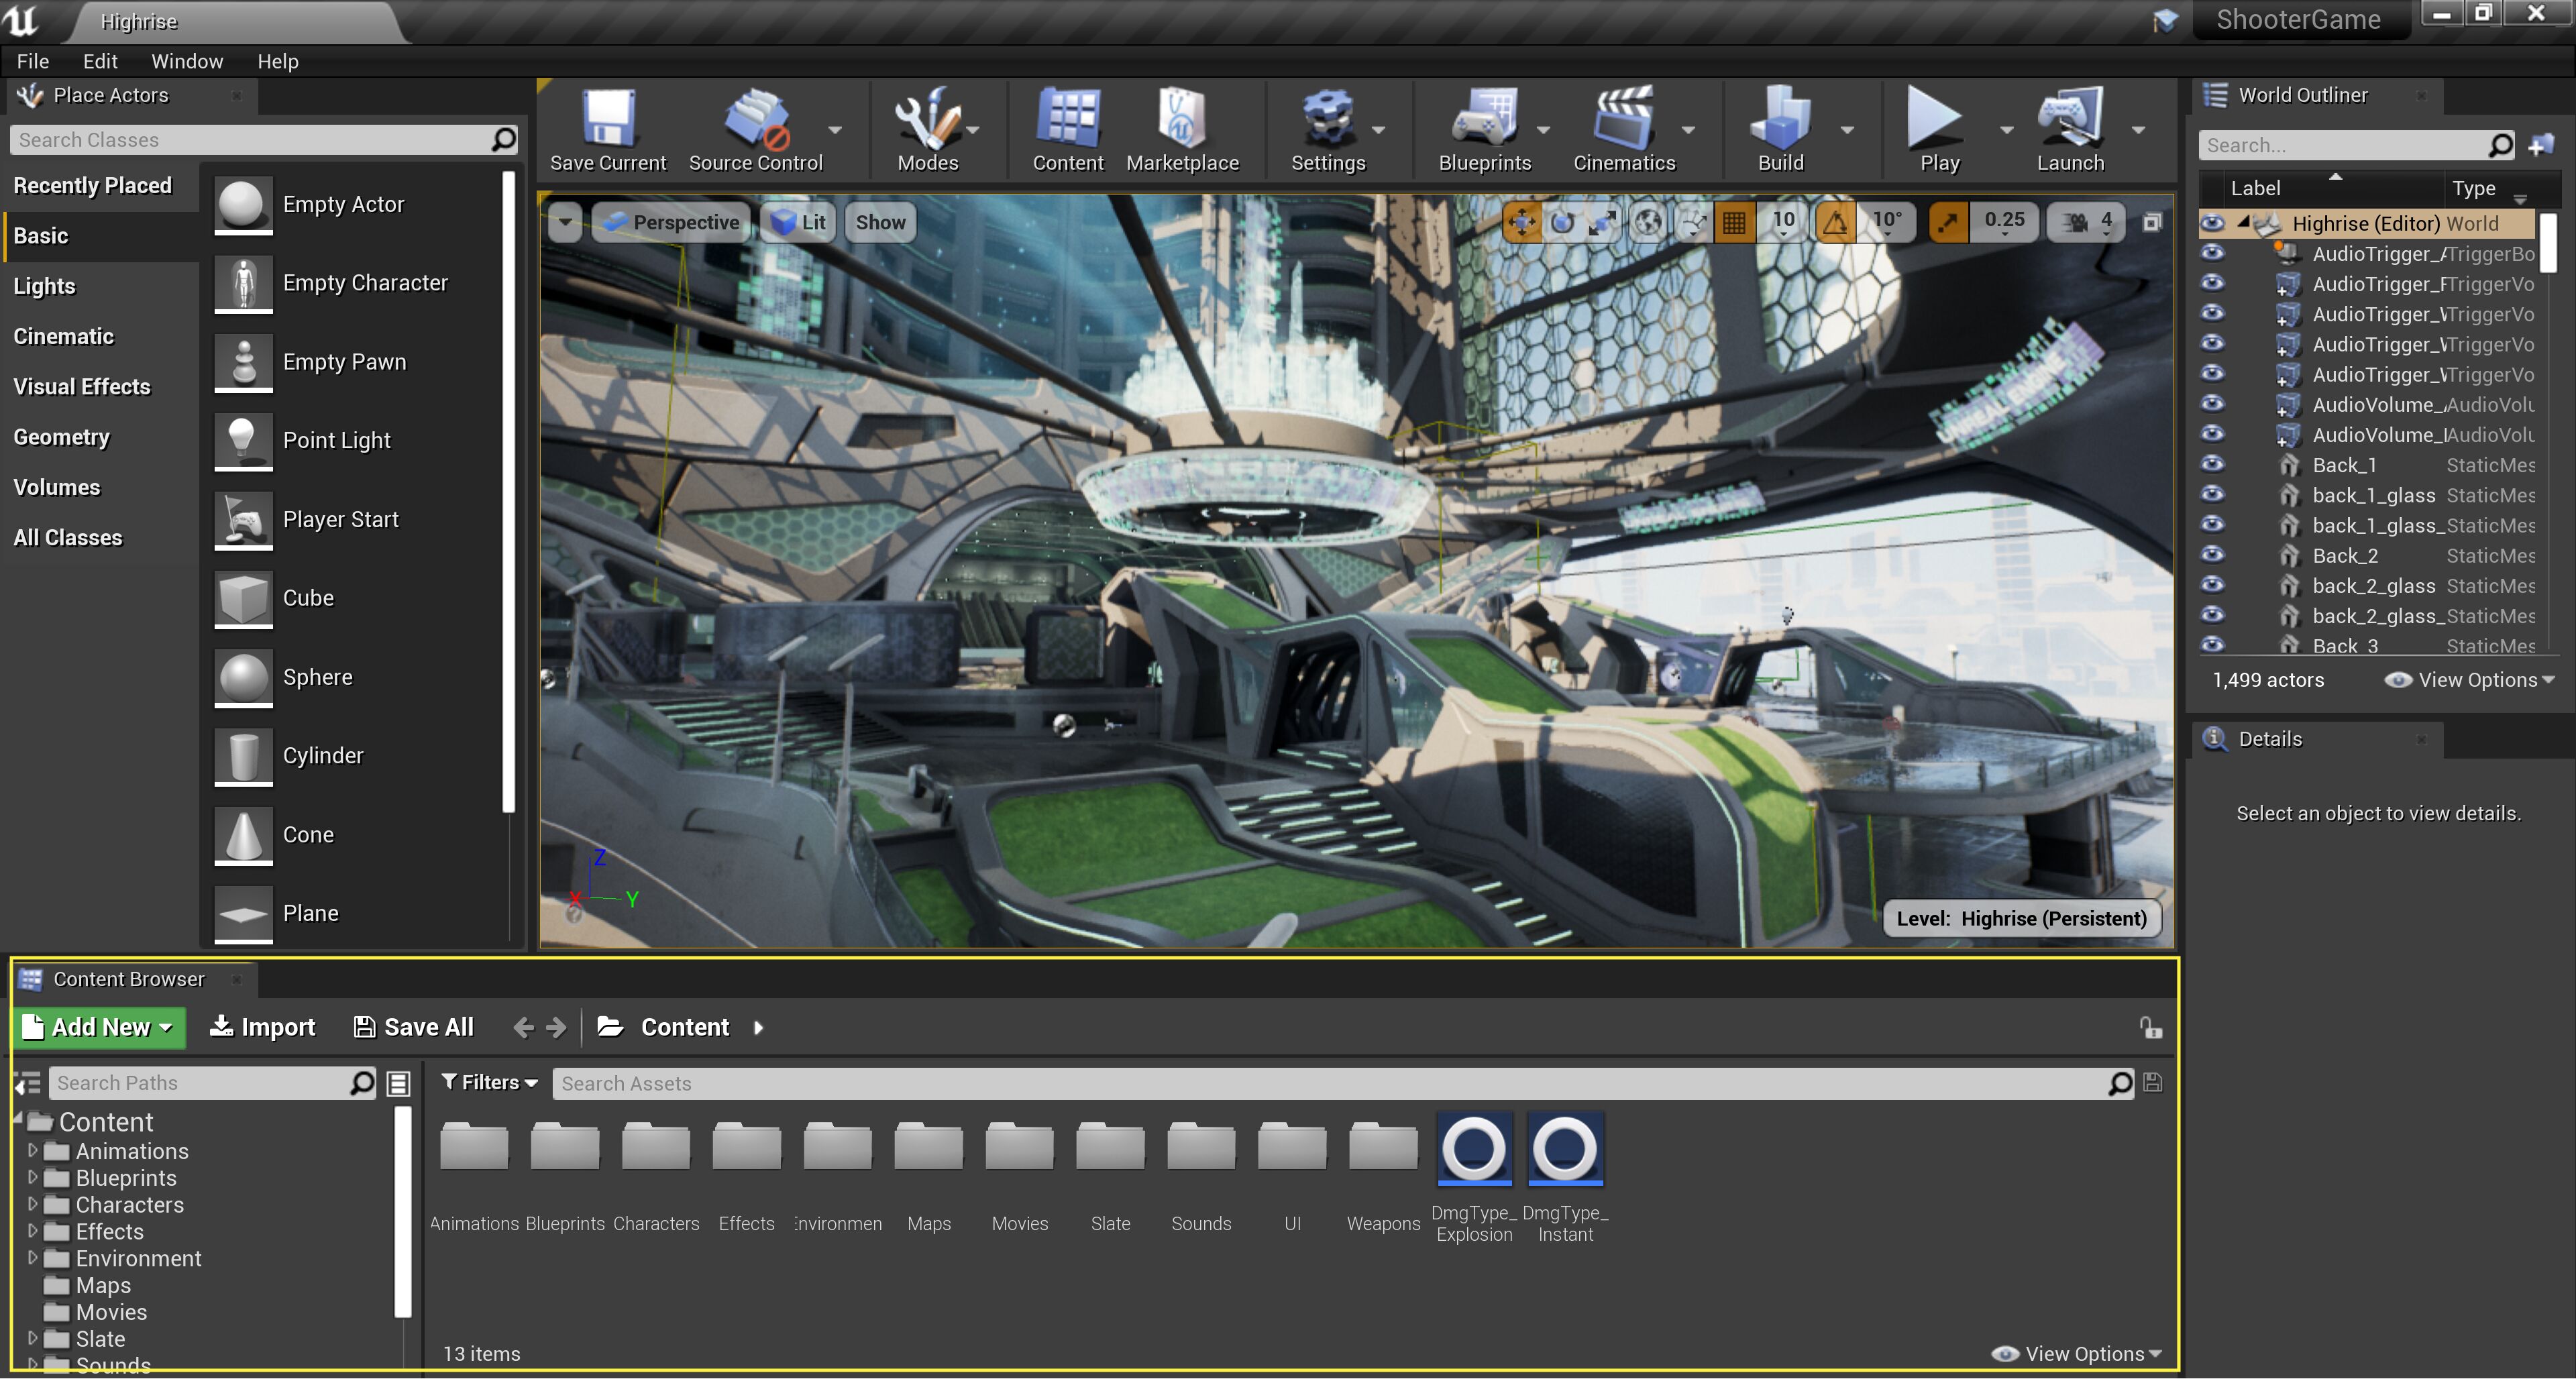 Highrise
ShooterGame
File Edit Window Help
Place Actors
Search Classes
Recently Placed
Basic
Lights
Cinematic
Visual Effects
Geometry
Volumes
All Classes
Empty Actor
Empty Character
Empty Pawn
Point Light
Player Start
Cube
Sphere
Cylinder
Cone
Plane
Save Current Source Control Modes Content Marketplace Settings Blueprints Cinematics Build Play Launch
Perspective Lit Show 10 10° 0.25 4
UNREAL ENGINE
Z
X Y
Level: Highrise (Persistent)
World Outliner
Search...
Label Type
Highrise (Editor) World
AudioTrigger_A TriggerBo
AudioTrigger_F TriggerVo
AudioTrigger_V TriggerVo
AudioTrigger_V TriggerVo
AudioTrigger_V TriggerVo
AudioVolume_ AudioVolu
AudioVolume_ AudioVolu
Back_1 StaticMes
back_1_glass StaticMes
back_1_glass_ StaticMes
Back_2 StaticMes
back_2_glass StaticMes
back_2_glass_ StaticMes
Back_3 StaticMes
1,499 actors View Options
Details
Select an object to view details.
Content Browser
Add New Import Save All Content
Search Paths
Content
Animations
Blueprints
Characters
Effects
Environment
Maps
Movies
Slate
Sounds
Filters Search Assets
Animations Blueprints Characters Effects Environmen Maps Movies Slate Sounds UI Weapons DmgType_ DmgType_
Explosion Instant
13 items View Options